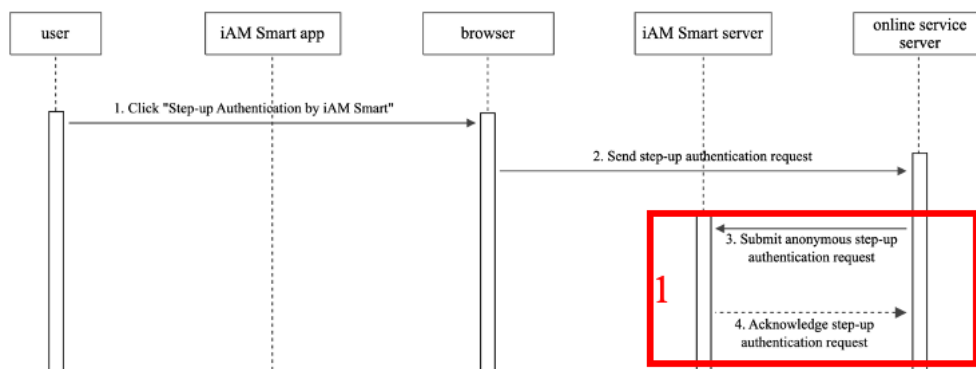 user
iAM Smart app
browser
iAM Smart server
online service
server
1. Click "Step-up Authentication by iAM Smart"
2. Send step-up authentication request
3. Submit anonymous step-up
authentication request
1
4. Acknowledge step-up
authentication request